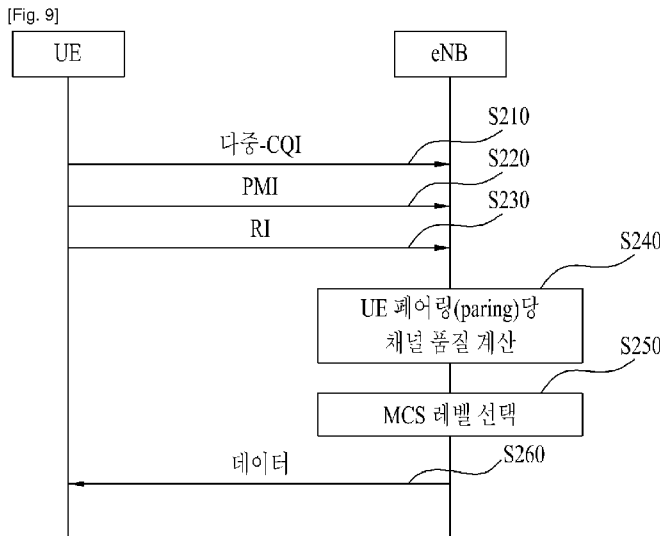 [Fig. 9]
UE
eNB
S210
다중-CQI
S220
PMI
S230
RI
S240
UE 페어링(paring)당
채널 품질 계산
S250
MCS 레벨 선택
데이터
S260